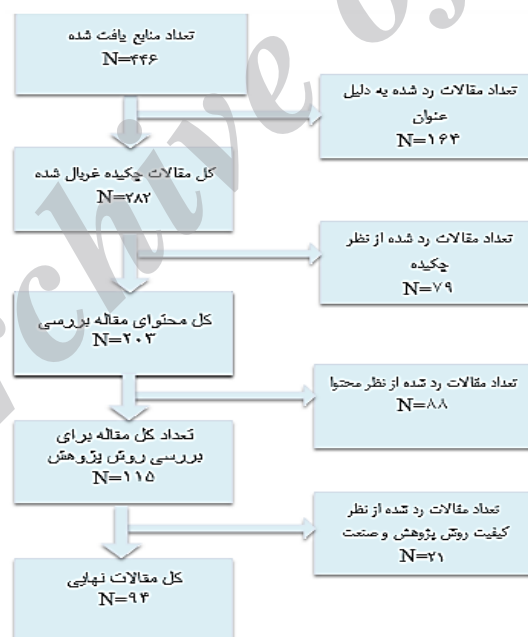 تعداد منابع یافت شده
N=۴۴۶
تعداد مقالات رد شده به دلیل
عنوان
N=۱۶۴
کل مقالات چکیده غربال شده
N=۲۸۲
تعداد مقالات رد شده از نظر
چکیده
N=۷۹
کل محتوای مقاله بررسی
N=۲۰۳
تعداد مقالات رد شده از نظر محتوا
N=۸۸
تعداد کل مقاله برای
بررسی روش پژوهش
N=۱۱۵
تعداد مقالات رد شده از نظر
کیفیت روش پژوهش و صنعت
N=۲۱
کل مقالات نهایی
N=۹۴
rchive of